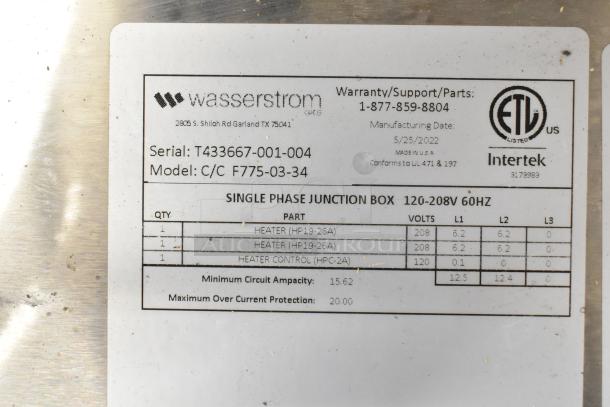 wasserstrom
2805 S. Shiloh Rd Garland TX 75041
Warranty/Support/Parts:
1-877-859-8804
Manufacturing Date:
5/25/2022
MADE IN U.S.A
Conforms to UL 471 & 197
ETL
LISTED
US
Intertek
3179989
Serial: T433667-001-004
Model: C/C F775-03-34
SINGLE PHASE JUNCTION BOX 120-208V 60HZ
QTY PART VOLTS L1 L2 L3
1 HEATER (HP19-26A) 208 6.2 6.2 0
1 HEATER (HP19-26A) 208 6.2 6.2 0
1 HEATER CONTROL (HPC-2A) 120 0.1 0 0
Minimum Circuit Ampacity: 15.62 12.5 12.4 0
Maximum Over Current Protection: 20.00